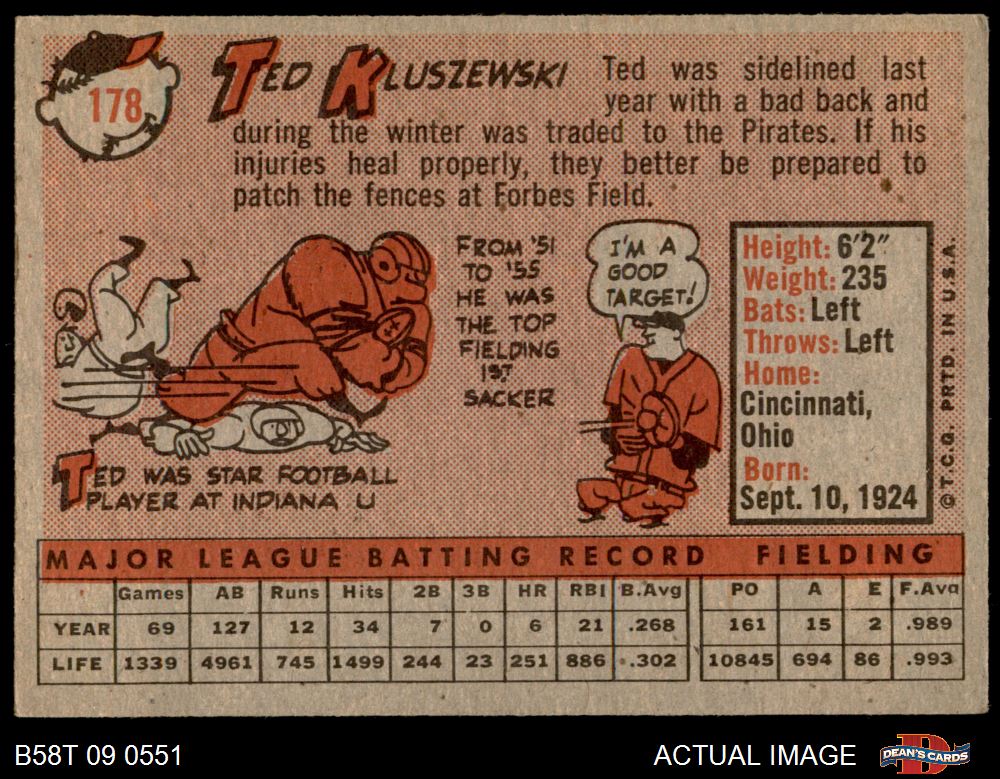 178
TED KLUSZEWSKI
Ted was sidelined last
year with a bad back and
during the winter was traded to the Pirates. If his
injuries heal properly, they better be prepared to
patch the fences at Forbes Field.
TED WAS STAR FOOTBALL
PLAYER AT INDIANA U
FROM '51
TO '55
HE WAS
THE TOP
FIELDING
1ST
SACKER
I'M A
GOOD
TARGET!
Height: 6'2"
Weight: 235
Bats: Left
Throws: Left
Home:
Cincinnati,
Ohio
Born:
Sept. 10, 1924
© T.C.G. PRTD. IN U.S.A.
MAJOR LEAGUE BATTING RECORD FIELDING
Games AB Runs Hits 2B 3B HR RBI B.Avg PO A E F.Avg
YEAR 69 127 12 34 7 0 6 21 .268 161 15 2 .989
LIFE 1339 4961 745 1499 244 23 251 886 .302 10845 694 86 .993
B58T 09 0551
ACTUAL IMAGE
DEAN'S CARDS